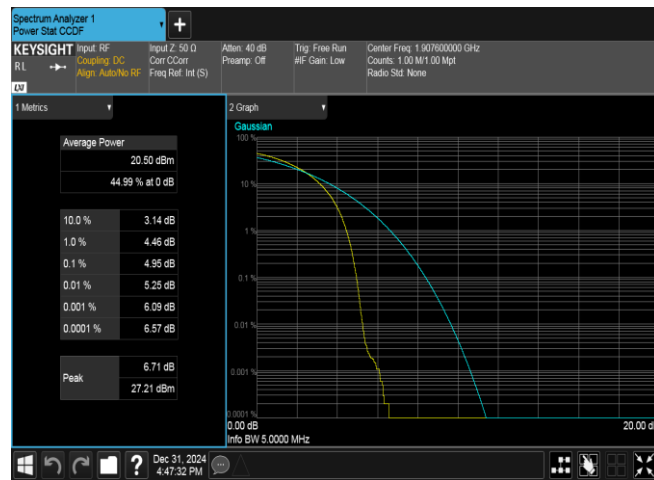 Spectrum Analyzer 1
Power Stat CCDF
+
KEYSIGHT
RL
LXI
Input: RF
Coupling: DC
Align: Auto/No RF
Input Z: 50 Ω
Corr CCorr
Freq Ref: Int (S)
Atten: 40 dB
Preamp: Off
Trig: Free Run
#IF Gain: Low
Center Freq: 1.907600000 GHz
Counts: 1.00 M/1.00 Mpt
Radio Std: None
1 Metrics
Average Power
20.50 dBm
44.99 % at 0 dB
10.0 % 3.14 dB
1.0 % 4.46 dB
0.1 % 4.95 dB
0.01 % 5.25 dB
0.001 % 6.09 dB
0.0001 % 6.57 dB
Peak
6.71 dB
27.21 dBm
2 Graph
Gaussian
100 %
10 %
1 %
0.1 %
0.01 %
0.001 %
0.0001 %
0.00 dB
20.00 d
Info BW 5.0000 MHz
?
Dec 31, 2024
4:47:32 PM